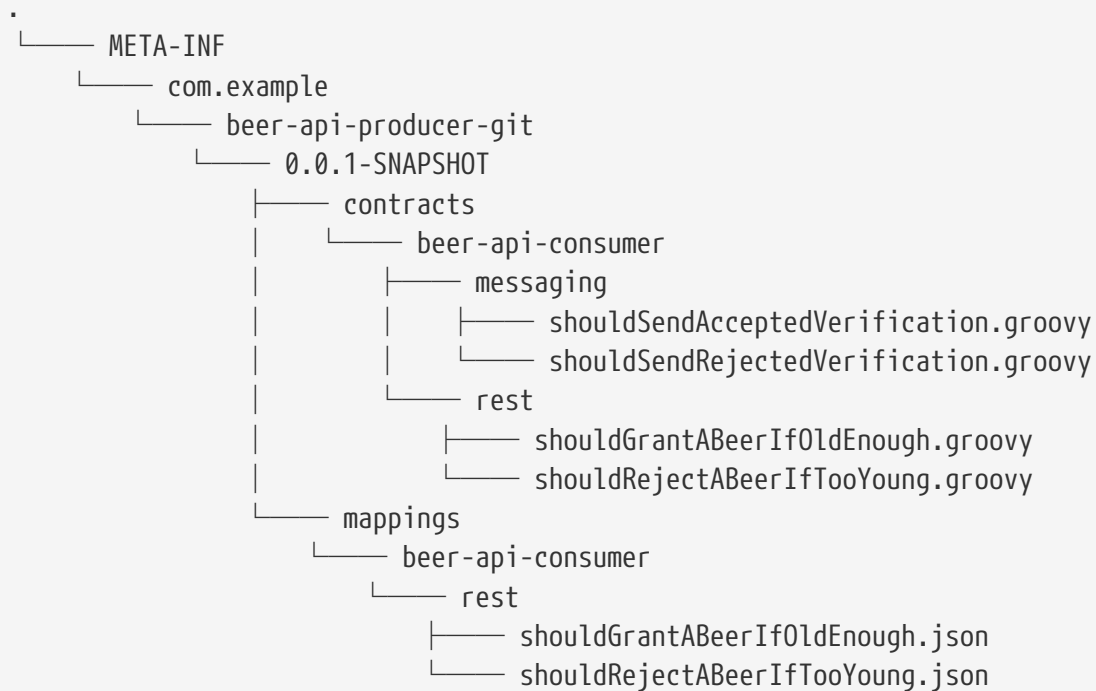 .
└── META-INF
    └── com.example
        └── beer-api-producer-git
            └── 0.0.1-SNAPSHOT
                ├── contracts
                │   └── beer-api-consumer
                │       ├── messaging
                │       │   ├── shouldSendAcceptedVerification.groovy
                │       │   └── shouldSendRejectedVerification.groovy
                │       └── rest
                │           ├── shouldGrantABeerIfOldEnough.groovy
                │           └── shouldRejectABeerIfTooYoung.groovy
                └── mappings
                    └── beer-api-consumer
                        └── rest
                            ├── shouldGrantABeerIfOldEnough.json
                            └── shouldRejectABeerIfTooYoung.json